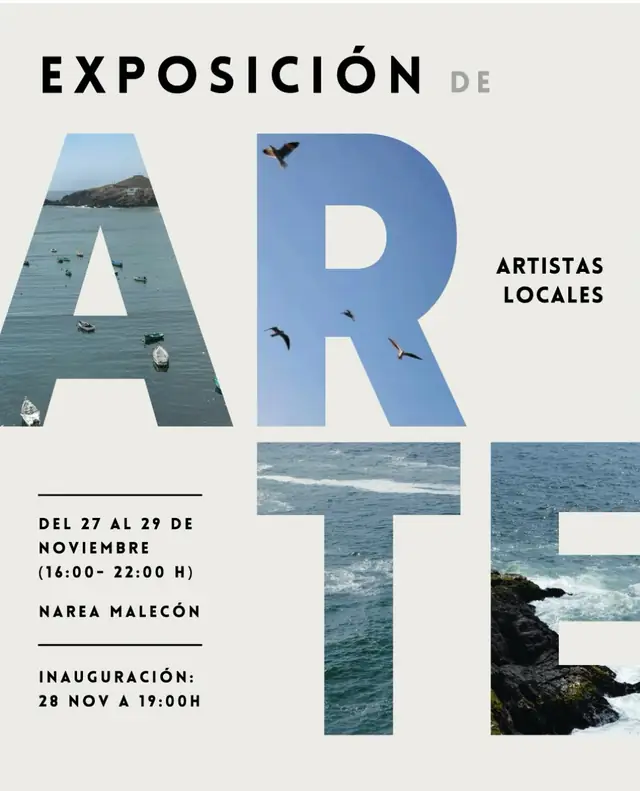 EXPOSICIÓN DE
ARTE
ARTISTAS
LOCALES
DEL 27 AL 29 DE
NOVIEMBRE
(16:00- 22:00 H)
NAREA MALECÓN
INAUGURACIÓN:
28 NOV A 19:00H